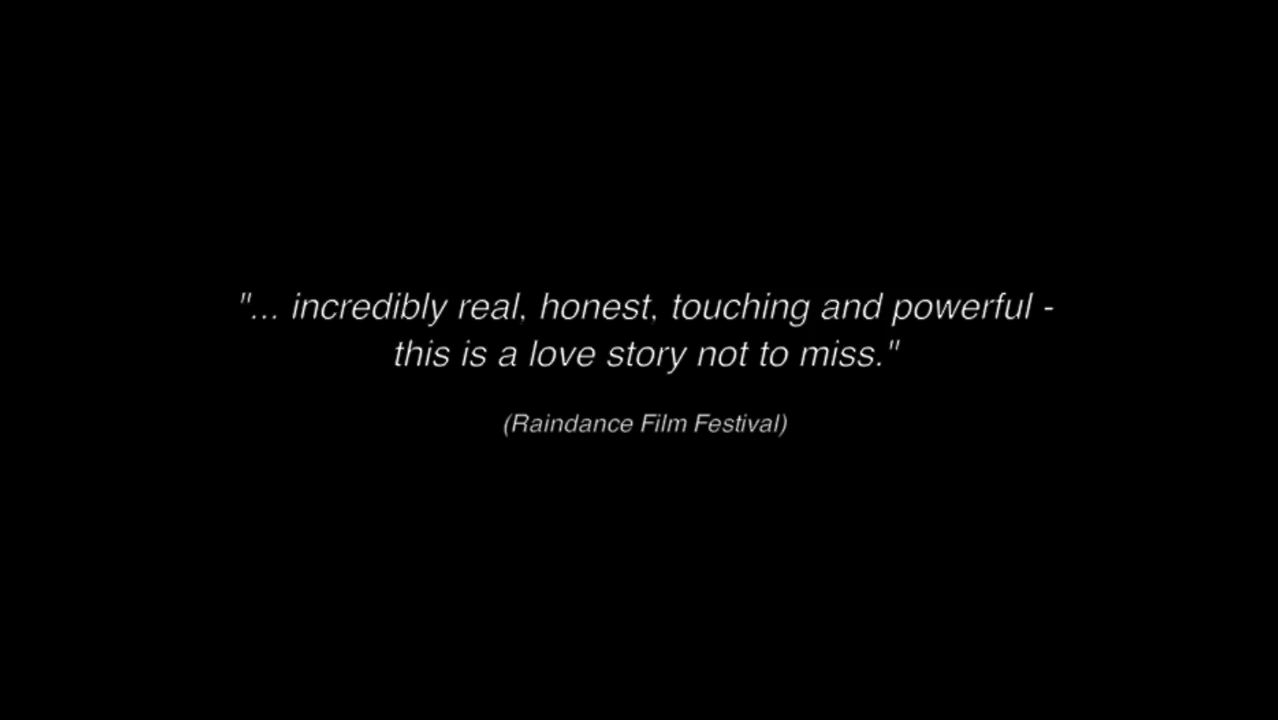 "... incredibly real, honest, touching and powerful -
this is a love story not to miss."
(Raindance Film Festival)